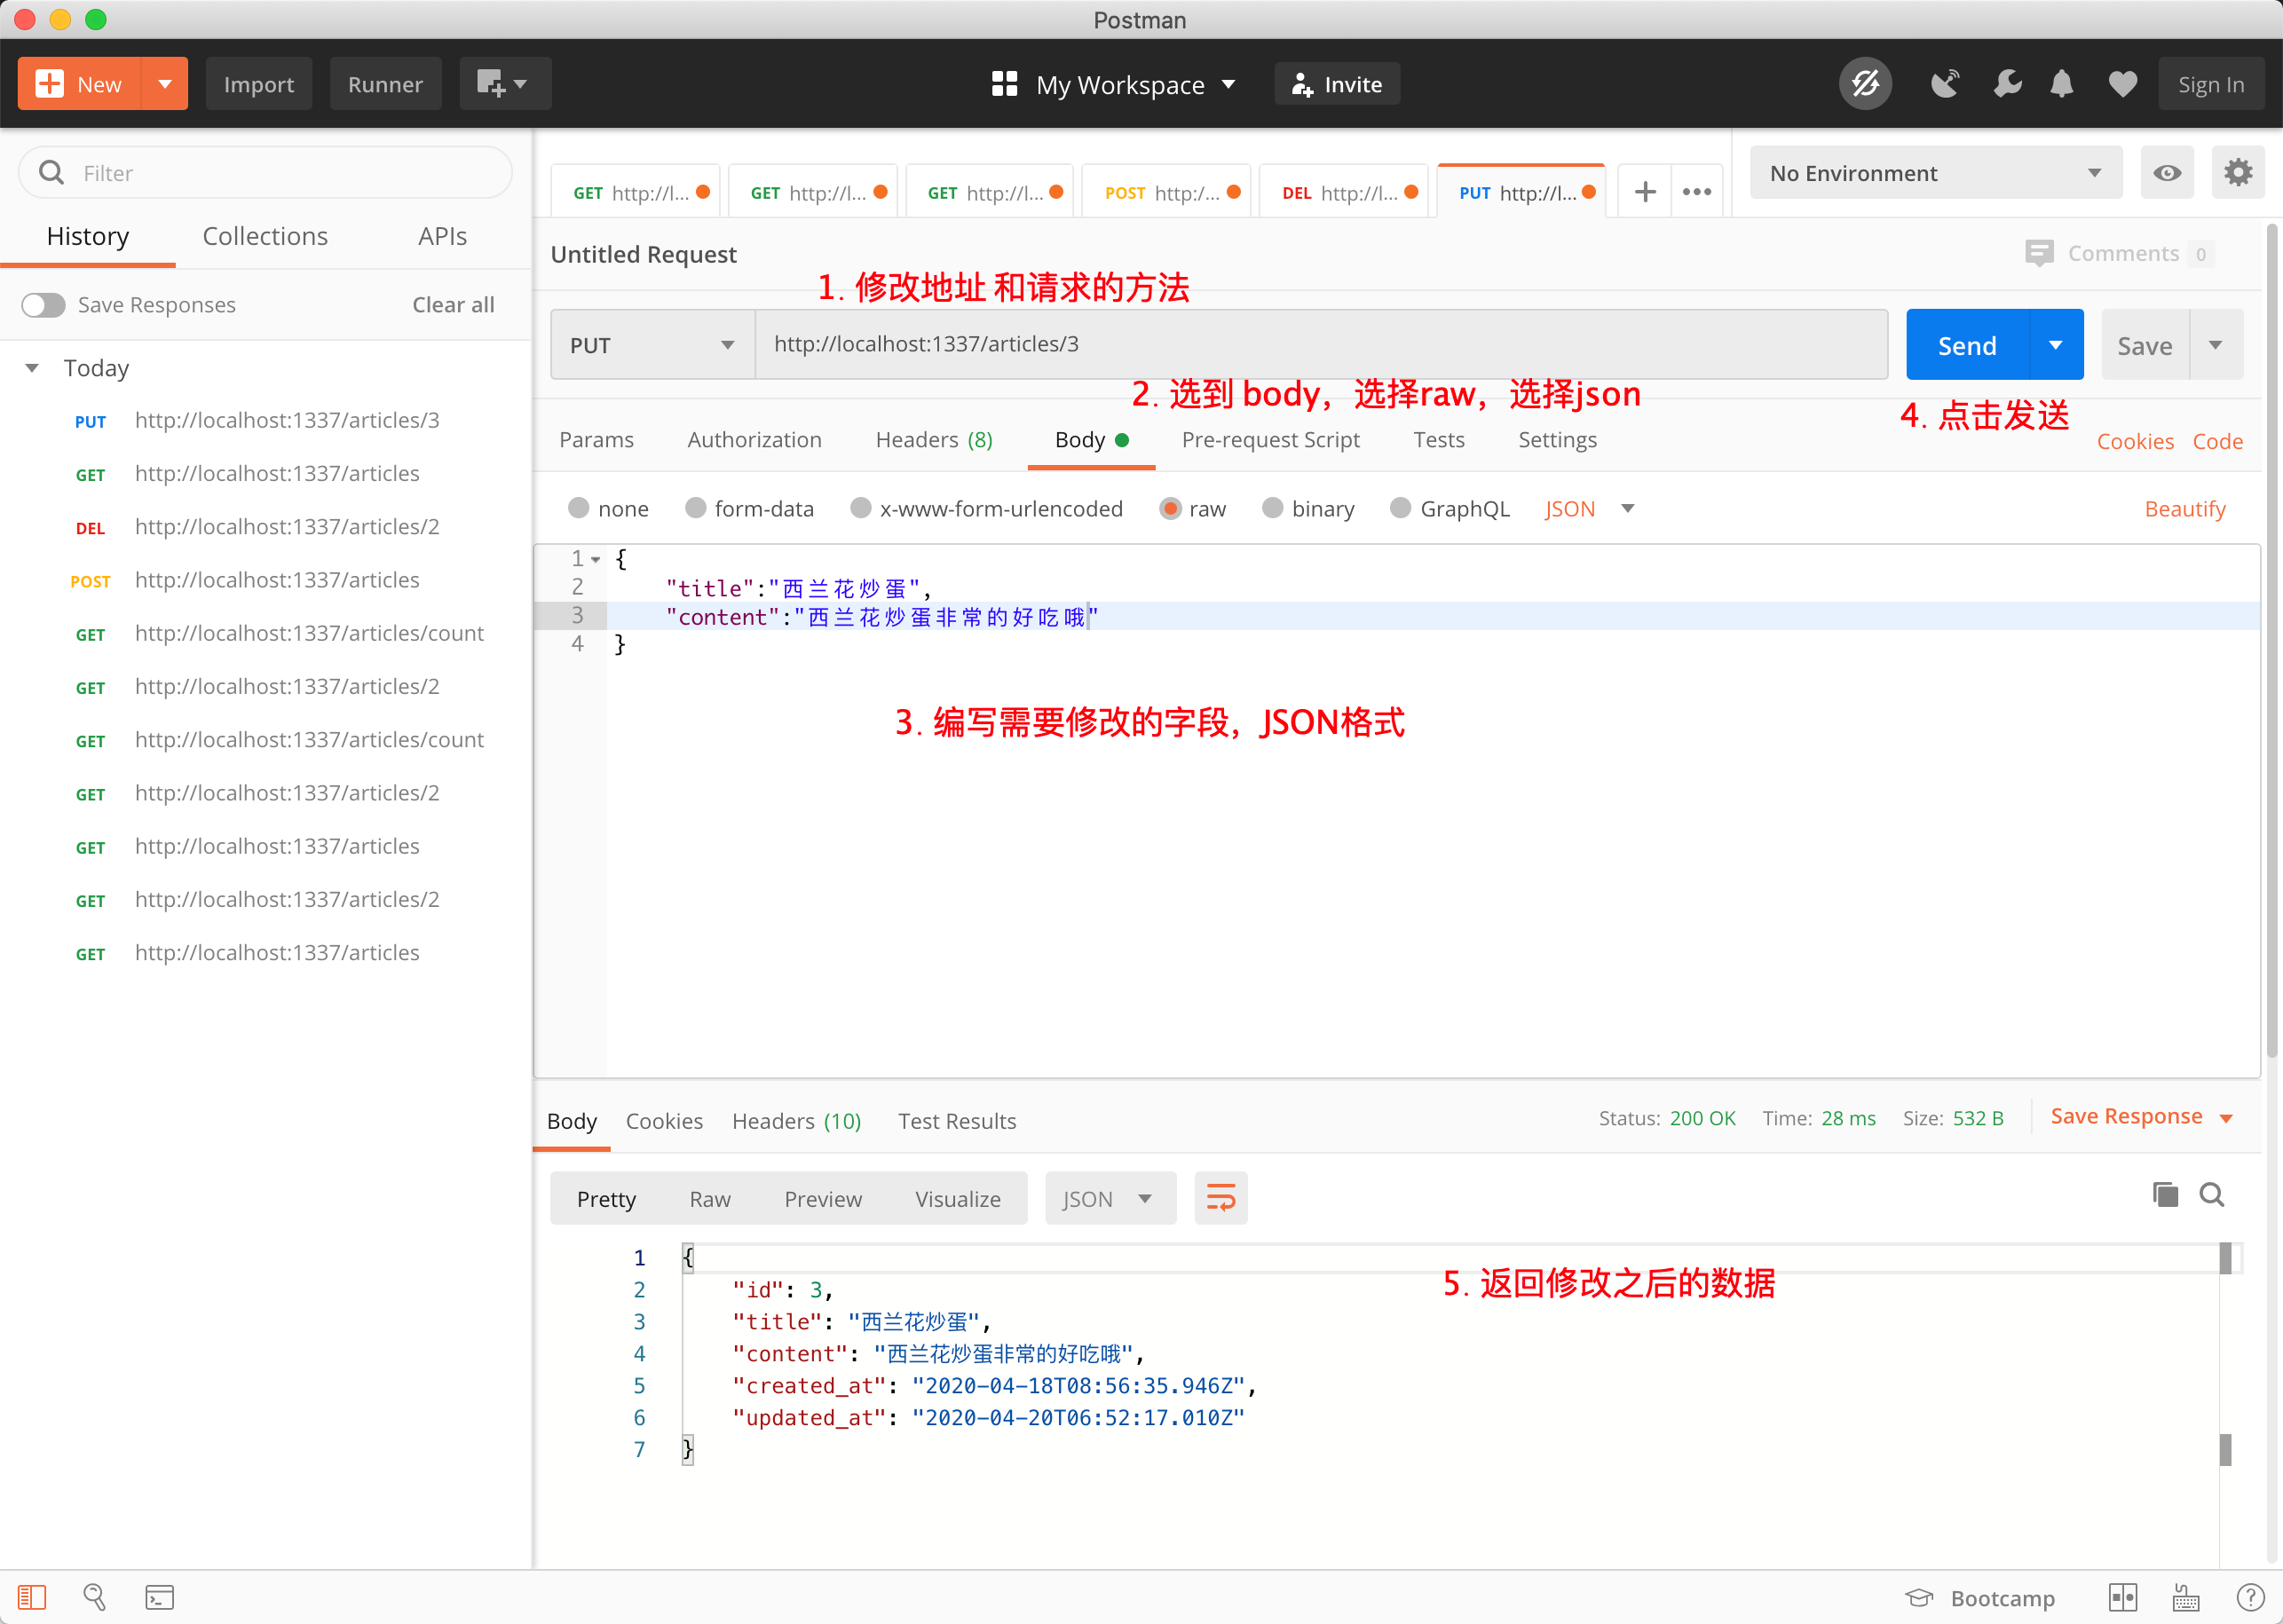 Postman
New
Import
Runner
My Workspace
Invite
Sign In
Filter
History Collections APIs
Save Responses Clear all
Today
PUT http://localhost:1337/articles/3
GET http://localhost:1337/articles
DEL http://localhost:1337/articles/2
POST http://localhost:1337/articles
GET http://localhost:1337/articles/count
GET http://localhost:1337/articles/2
GET http://localhost:1337/articles/count
GET http://localhost:1337/articles/2
GET http://localhost:1337/articles
GET http://localhost:1337/articles/2
GET http://localhost:1337/articles
GET http://l... GET http://l... GET http://l... POST http:/... DEL http://l... PUT http://l...
No Environment
Untitled Request
Comments 0
1. 修改地址 和请求的方法
PUT http://localhost:1337/articles/3
Send Save
2. 选到 body，选择raw，选择json
4. 点击发送
Params Authorization Headers (8) Body Pre-request Script Tests Settings Cookies Code
none form-data x-www-form-urlencoded raw binary GraphQL JSON Beautify
1 {
2 "title":"西兰花炒蛋",
3 "content":"西兰花炒蛋非常的好吃哦"
4 }
3. 编写需要修改的字段，JSON格式
Body Cookies Headers (10) Test Results Status: 200 OK Time: 28 ms Size: 532 B Save Response
Pretty Raw Preview Visualize JSON
1 {
5. 返回修改之后的数据
2 "id": 3,
3 "title": "西兰花炒蛋",
4 "content": "西兰花炒蛋非常的好吃哦",
5 "created_at": "2020-04-18T08:56:35.946Z",
6 "updated_at": "2020-04-20T06:52:17.010Z"
7 }
Bootcamp